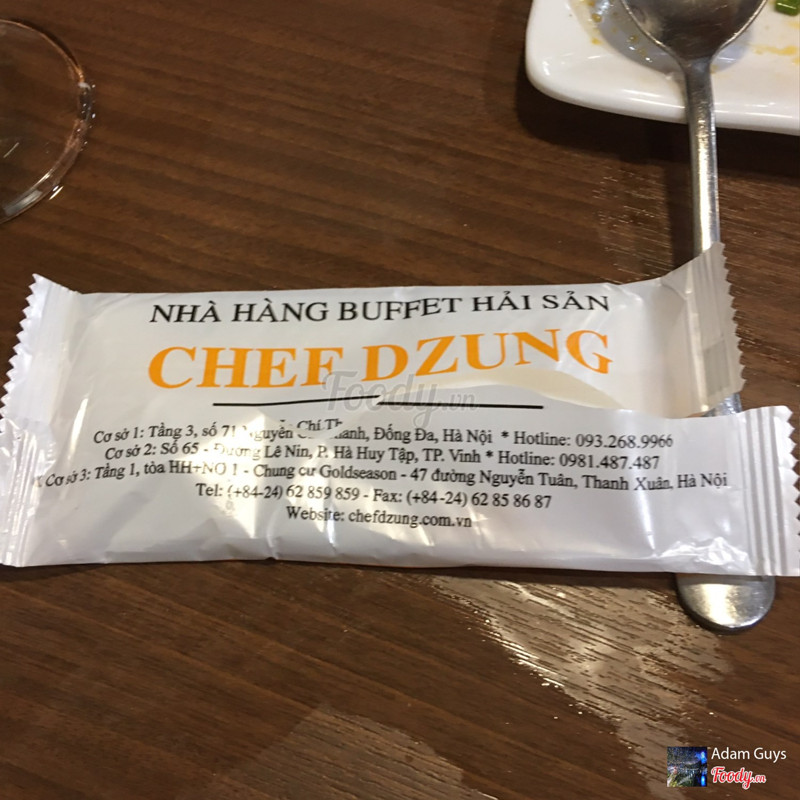 NHÀ HÀNG BUFFET HẢI SẢN
CHEF DZUNG
Cơ sở 1: Tầng 3, số 71 Nguyễn Chí Thanh, Đống Đa, Hà Nội * Hotline: 093.268.9966
Cơ sở 2: Số 65 - Đường Lê Nin, P. Hà Huy Tập, TP. Vinh * Hotline: 0981.487.487
Cơ sở 3: Tầng 1, tòa HH+NO 1 - Chung cư Goldseason - 47 đường Nguyễn Tuân, Thanh Xuân, Hà Nội
Tel: (+84-24) 62 859 859 - Fax: (+84-24) 62 85 86 87
Website: chefdzung.com.vn
Foody.vn
Adam Guys
Foody.vn